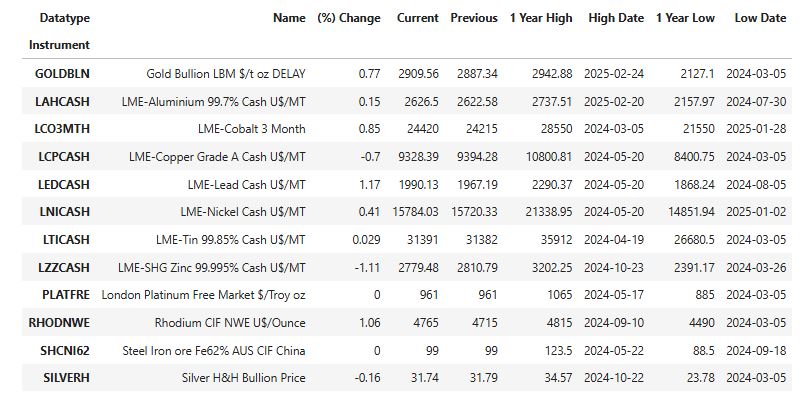 Datatype Name (%) Change Current Previous 1 Year High High Date 1 Year Low Low Date
Instrument
GOLDBLN Gold Bullion LBM $/t oz DELAY 0.77 2909.56 2887.34 2942.88 2025-02-24 2127.1 2024-03-05
LAHCASH LME-Aluminium 99.7% Cash U$/MT 0.15 2626.5 2622.58 2737.51 2025-02-20 2157.97 2024-07-30
LCO3MTH LME-Cobalt 3 Month 0.85 24420 24215 28550 2024-03-05 21550 2025-01-28
LCPCASH LME-Copper Grade A Cash U$/MT -0.7 9328.39 9394.28 10800.81 2024-05-20 8400.75 2024-03-05
LEDCASH LME-Lead Cash U$/MT 1.17 1990.13 1967.19 2290.37 2024-05-20 1868.24 2024-08-05
LNICASH LME-Nickel Cash U$/MT 0.41 15784.03 15720.33 21338.95 2024-05-20 14851.94 2025-01-02
LTICASH LME-Tin 99.85% Cash U$/MT 0.029 31391 31382 35912 2024-04-19 26680.5 2024-03-05
LZZCASH LME-SHG Zinc 99.995% Cash U$/MT -1.11 2779.48 2810.79 3202.25 2024-10-23 2391.17 2024-03-26
PLATFRE London Platinum Free Market $/Troy oz 0 961 961 1065 2024-05-17 885 2024-03-05
RHODNWE Rhodium CIF NWE U$/Ounce 1.06 4765 4715 4815 2024-09-10 4490 2024-03-05
SHCNI62 Steel Iron ore Fe62% AUS CIF China 0 99 99 123.5 2024-05-22 88.5 2024-09-18
SILVERH Silver H&H Bullion Price -0.16 31.74 31.79 34.57 2024-10-22 23.78 2024-03-05